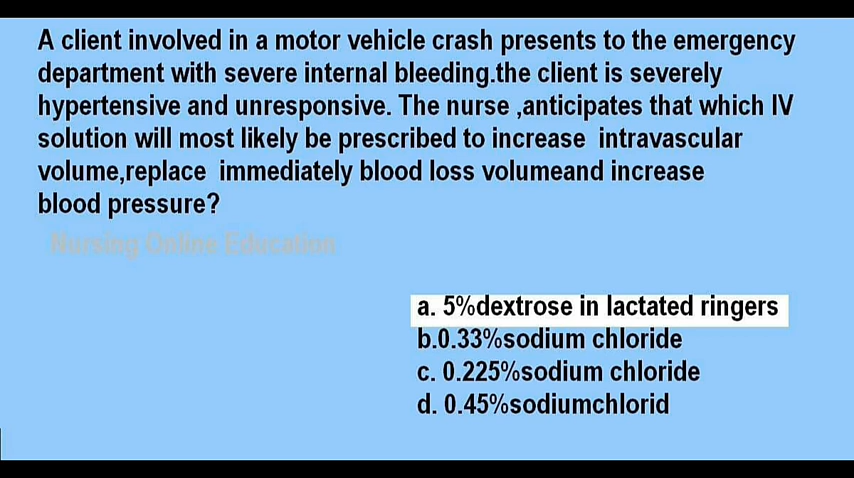 A client involved in a motor vehicle crash presents to the emergency
department with severe internal bleeding.the client is severely
hypertensive and unresponsive. The nurse ,anticipates that which IV
solution will most likely be prescribed to increase intravascular
volume,replace immediately blood loss volumeand increase
blood pressure?
Nursing Online Education
a. 5%dextrose in lactated ringers
b.0.33%sodium chloride
c. 0.225%sodium chloride
d. 0.45%sodiumchlorid